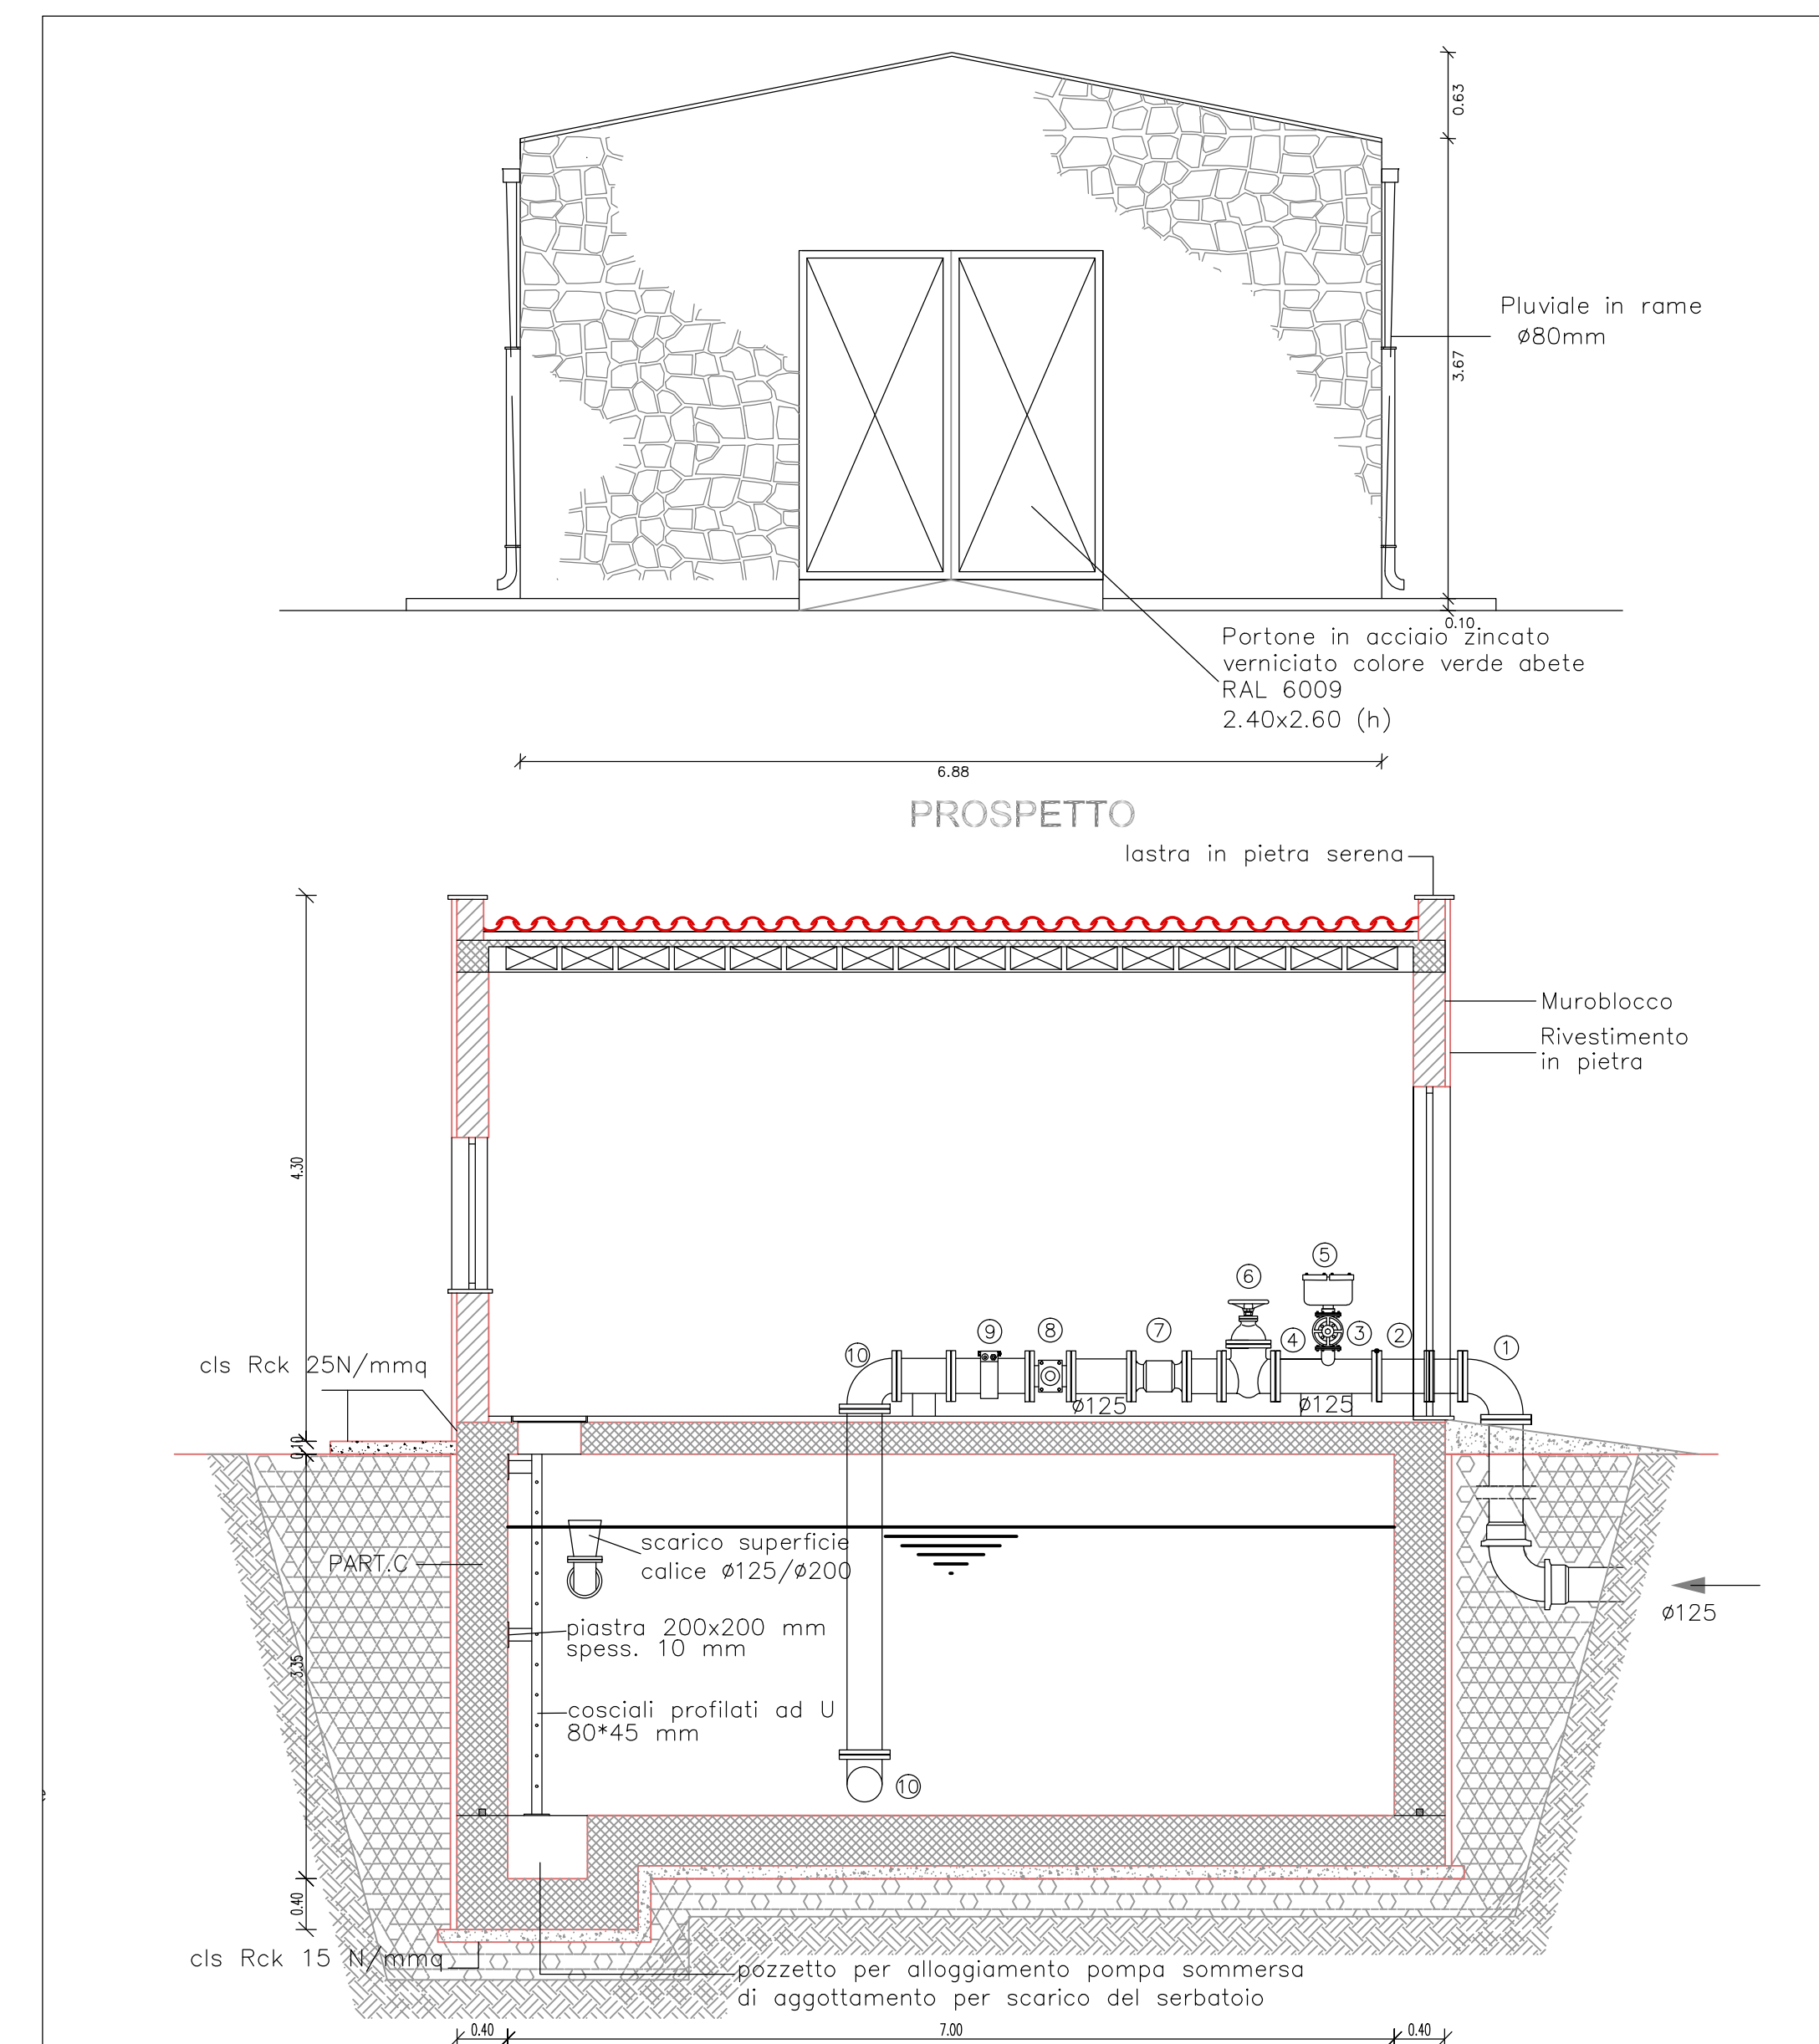 0.63
Pluviale in rame
ø80mm
3.67
0.10
Portone in acciaio zincato
verniciato colore verde abete
RAL 6009
2.40x2.60 (h)
6.88
PROSPETTO
lastra in pietra serena
Muroblocco
Rivestimento
in pietra
4.30
5
6
9
8
7
4
3
2
1
10
cls Rck 25N/mmq
ø125
ø125
0.10
scarico superficie
calice ø125/ø200
PART.C
ø125
piastra 200x200 mm
spess. 10 mm
3.35
cosciali profilati ad U
80*45 mm
10
0.40
cls Rck 15 N/mmq
pozzetto per alloggiamento pompa sommersa
di aggottamento per scarico del serbatoio
0.40
7.00
0.40